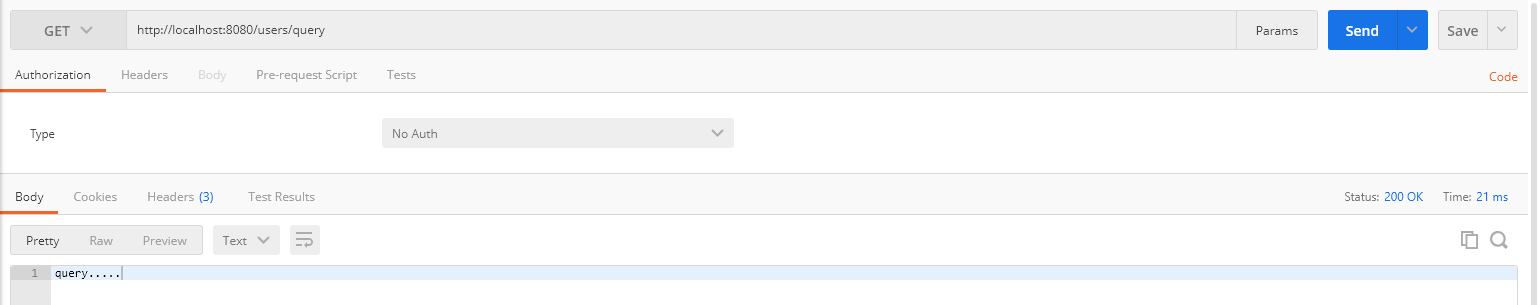 GET http://localhost:8080/users/query Params Send Save
Authorization Headers Body Pre-request Script Tests Code
Type No Auth
Body Cookies Headers (3) Test Results Status: 200 OK Time: 21 ms
Pretty Raw Preview Text
1 query.....